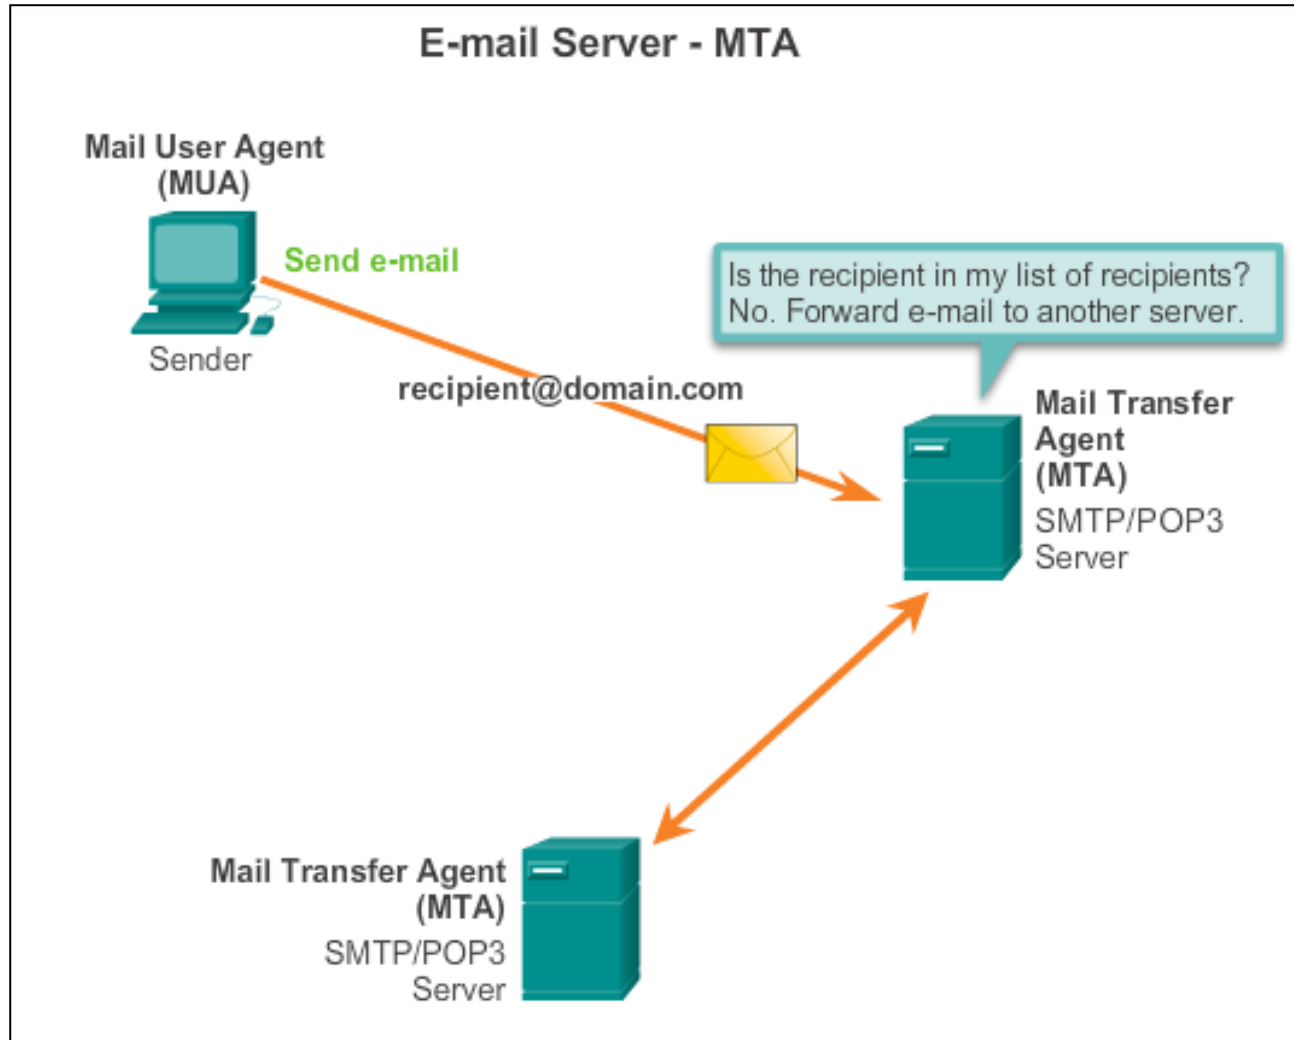 E-mail Server - MTA
Mail User Agent
(MUA)
Send e-mail
Sender
Is the recipient in my list of recipients?
No. Forward e-mail to another server.
recipient@domain.com
Mail Transfer
Agent
(MTA)
SMTP/POP3
Server
Mail Transfer Agent
(MTA)
SMTP/POP3
Server